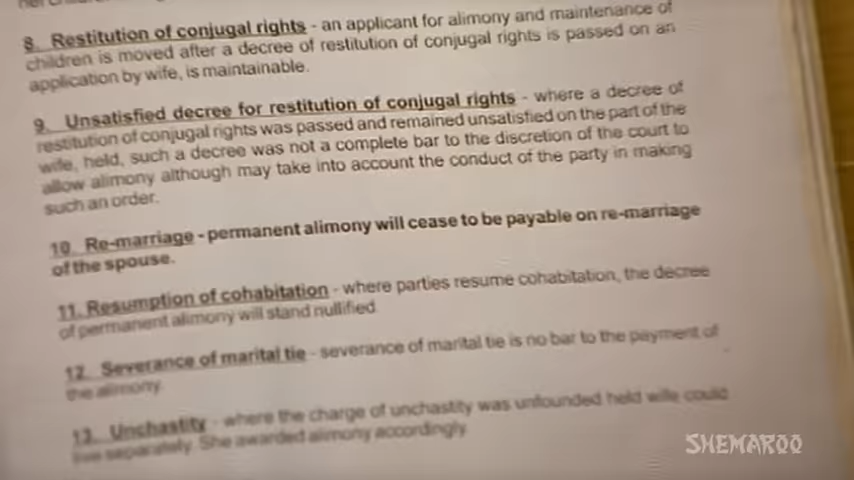 8. Restitution of conjugal rights - an applicant for alimony and maintenance of
children is moved after a decree of restitution of conjugal rights is passed on an
application by wife, is maintainable.
9. Unsatisfied decree for restitution of conjugal rights - where a decree of
restitution of conjugal rights was passed and remained unsatisfied on the part of the
wife, held, such a decree was not a complete bar to the discretion of the court to
allow alimony although may take into account the conduct of the party in making
such an order.
10. Re-marriage - permanent alimony will cease to be payable on re-marriage
of the spouse.
11. Resumption of cohabitation - where parties resume cohabitation, the decree
of permanent alimony will stand nullified.
12. Severance of marital tie - severance of marital tie is no bar to the payment of
the alimony.
13. Unchastity - where the charge of unchastity was unfounded held wife could
live separately. She awarded alimony accordingly.
SHEMAROO